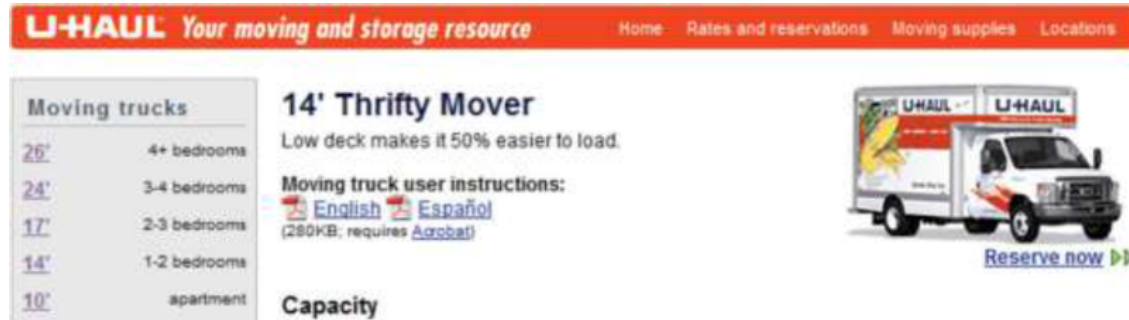 U-HAUL Your moving and storage resource
Home Rates and reservations Moving supplies Locations
Moving trucks
26' 4+ bedrooms
24' 3-4 bedrooms
17' 2-3 bedrooms
14' 1-2 bedrooms
10' apartment
14' Thrifty Mover
Low deck makes it 50% easier to load.
Moving truck user instructions:
English Español
(280KB; requires Acrobat)
Capacity
U-HAUL U-HAUL
Reserve now